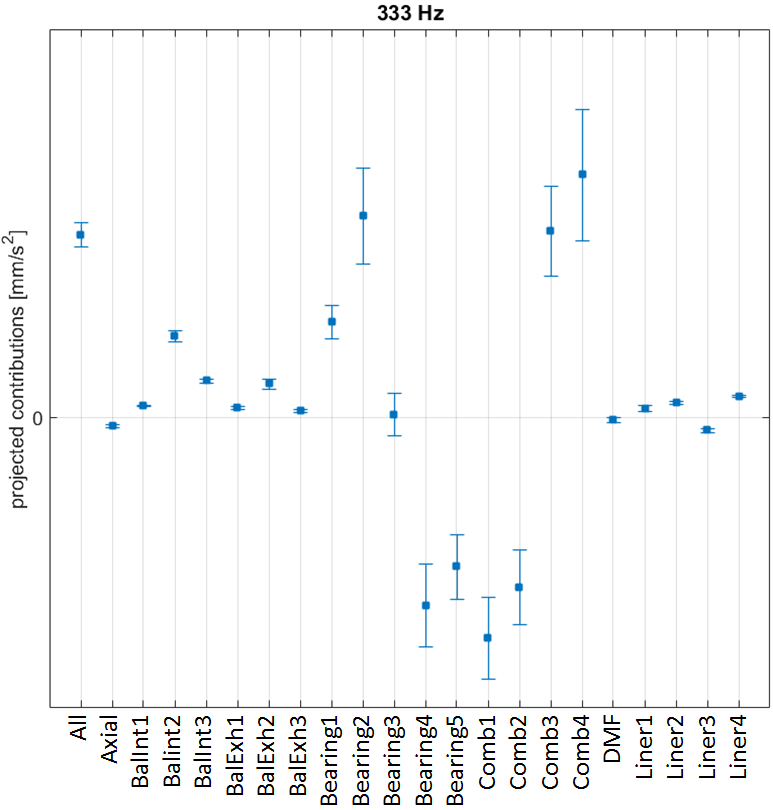 333 Hz
projected contributions [mm/s²]
0
All
Axial
BalInt1
Balint2
BalInt3
BalExh1
BalExh2
BalExh3
Bearing1
Bearing2
Bearing3
Bearing4
Bearing5
Comb1
Comb2
Comb3
Comb4
DMF
Liner1
Liner2
Liner3
Liner4